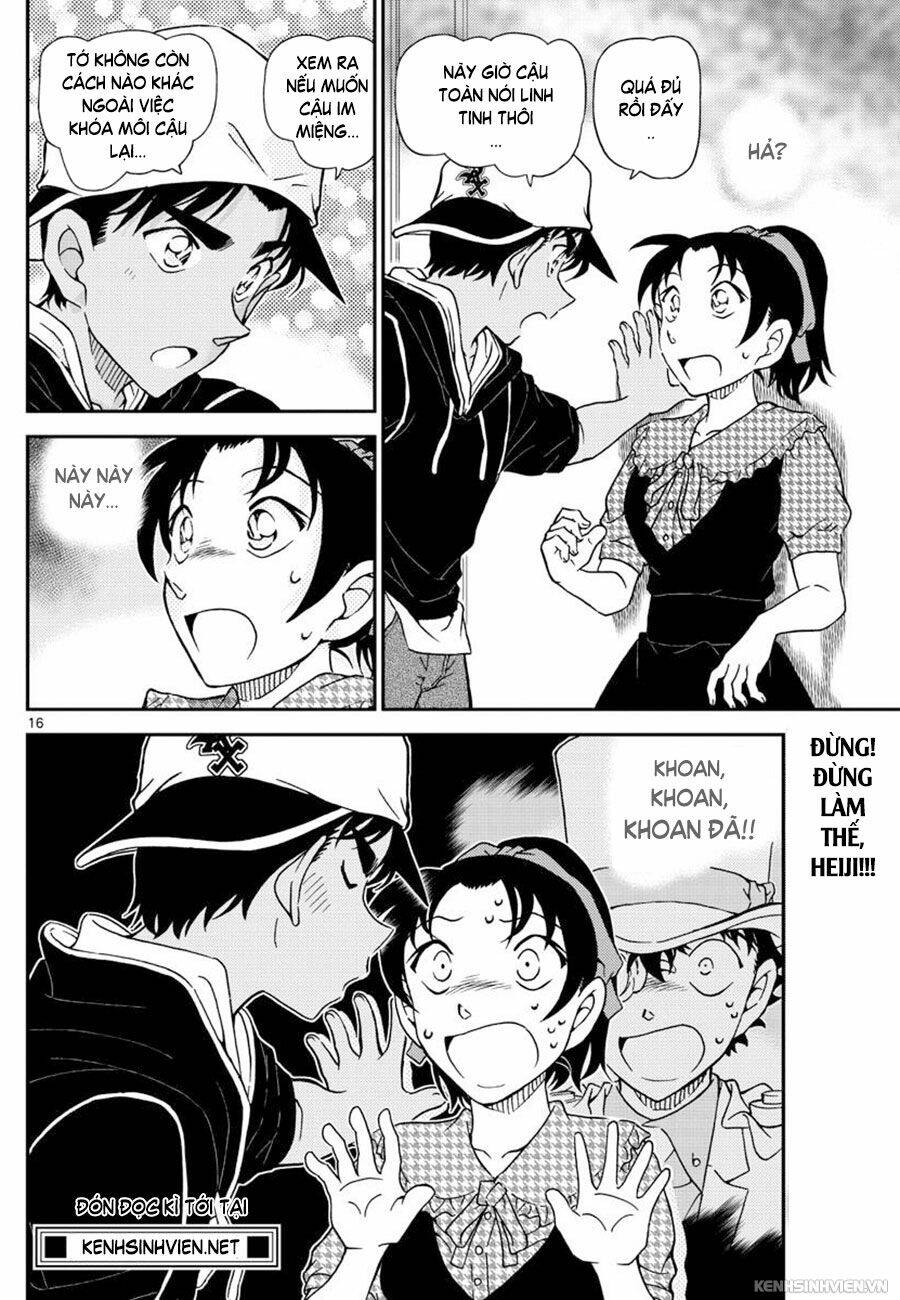 QUÁ ĐỦ
RỒI ĐẤY
..
HẢ?
NÃY GIỜ CẬU
TOÀN NÓI LINH
TINH THÔI
...
XEM RA
NẾU MUỐN
CẬU IM
MIỆNG...
TỚ KHÔNG CÒN
CÁCH NÀO KHÁC
NGOÀI VIỆC
KHÓA MÔI CẬU
LẠI...
NÀY NÀY
NÀY...
16
KHOAN,
KHOAN,
KHOAN ĐÃ!!
ĐỪNG!
ĐỪNG
LÀM
THẾ,
HEIJI!!!
ĐÓN ĐỌC KÌ TỚI TẠI
KENHSINHVIEN.NET
KENHSINHVIEN.VN